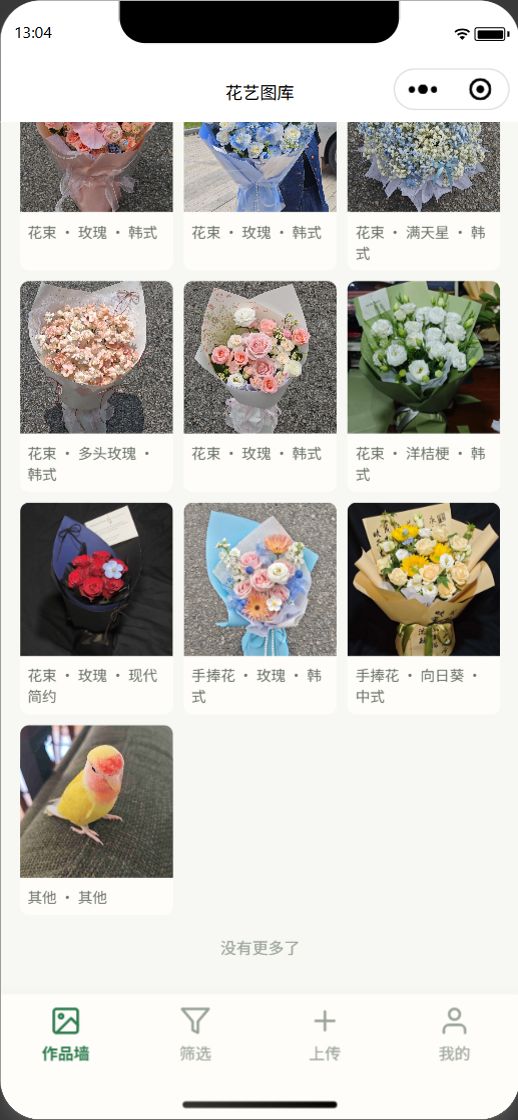 13:04
花艺图库
花束 · 玫瑰 · 韩式
花束 · 玫瑰 · 韩式
花束 · 满天星 · 韩
式
花束 · 多头玫瑰 ·
韩式
花束 · 玫瑰 · 韩式
花束 · 洋桔梗 · 韩
式
花束 · 玫瑰 · 现代
简约
手捧花 · 玫瑰 · 韩
式
手捧花 · 向日葵 ·
中式
其他 · 其他
没有更多了
作品墙
筛选
上传
我的